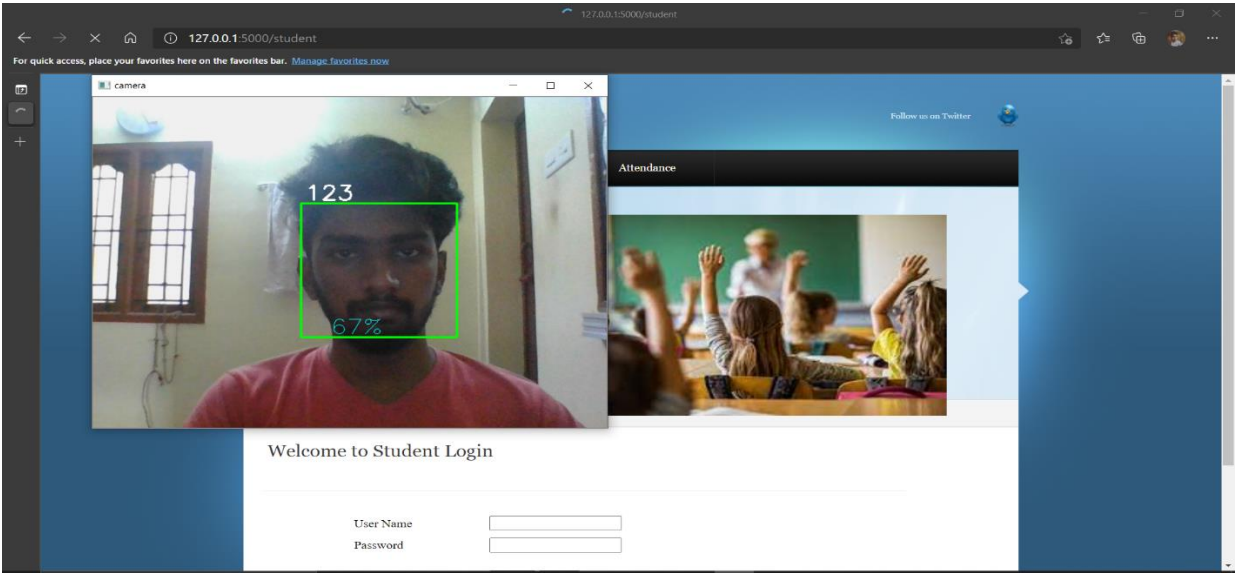 127.0.0.1:5000/student
127.0.0.1:5000/student
For quick access, place your favorites here on the favorites bar. Manage favorites now
camera
Follow us on Twitter
Attendance
123
67%
Welcome to Student Login
User Name
Password